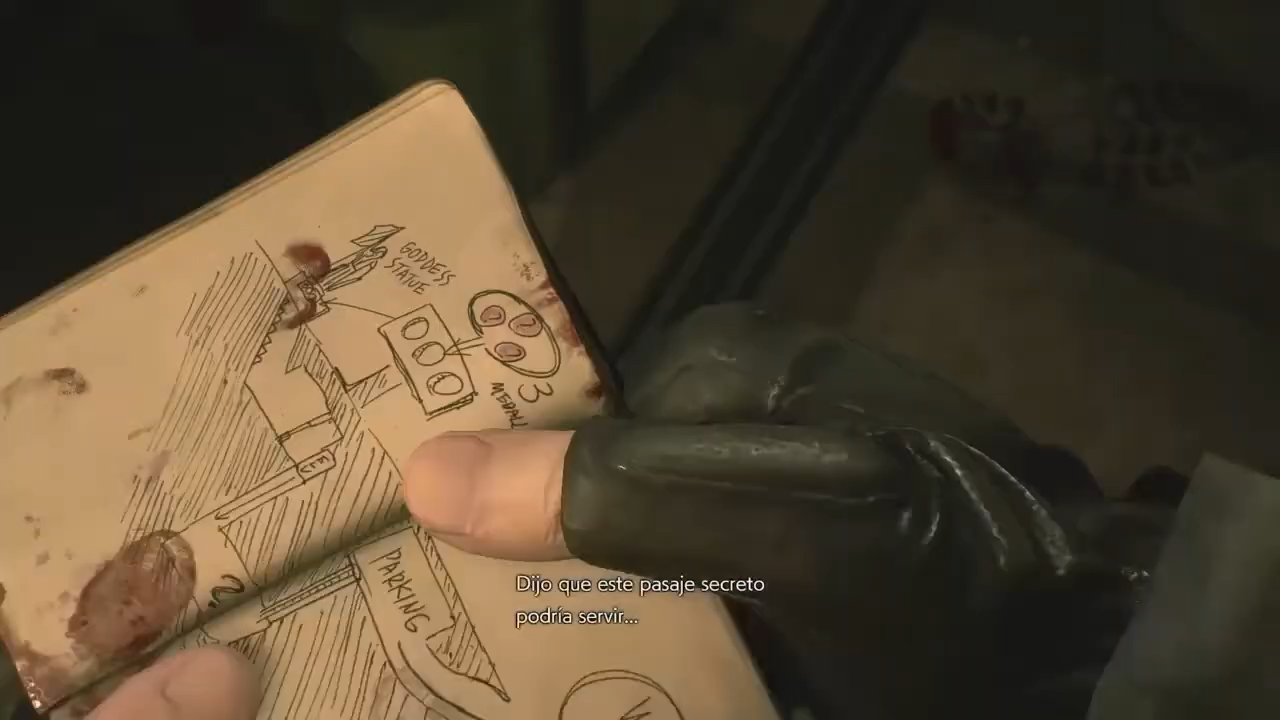 GODDESS
STATUE
3
MEDAL
PARKING
?
Dijo que este pasaje secreto
podría servir...